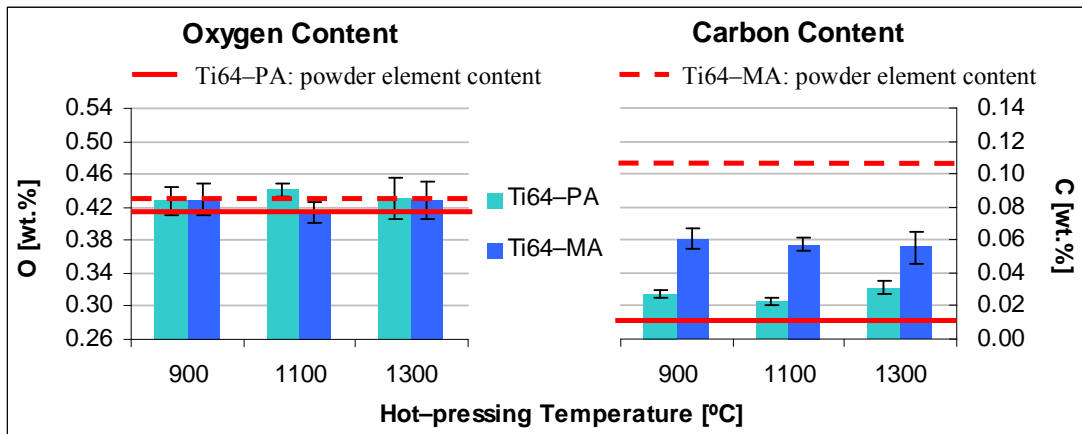 Oxygen Content
Carbon Content
Ti64–PA: powder element content
Ti64–MA: powder element content
0.54
0.50
0.46
0.42
0.38
0.34
0.30
0.26
O [wt.%]
900
1100
1300
Ti64–PA
Ti64–MA
0.14
0.12
0.10
0.08
0.06
0.04
0.02
0.00
C [wt.%]
900
1100
1300
Hot–pressing Temperature [ºC]